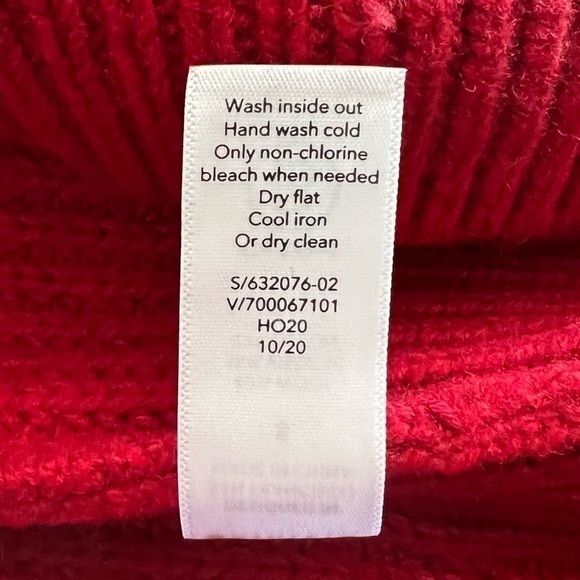 Wash inside out
Hand wash cold
Only non-chlorine
bleach when needed
Dry flat
Cool iron
Or dry clean
S/632076-02
V/700067101
HO20
10/20